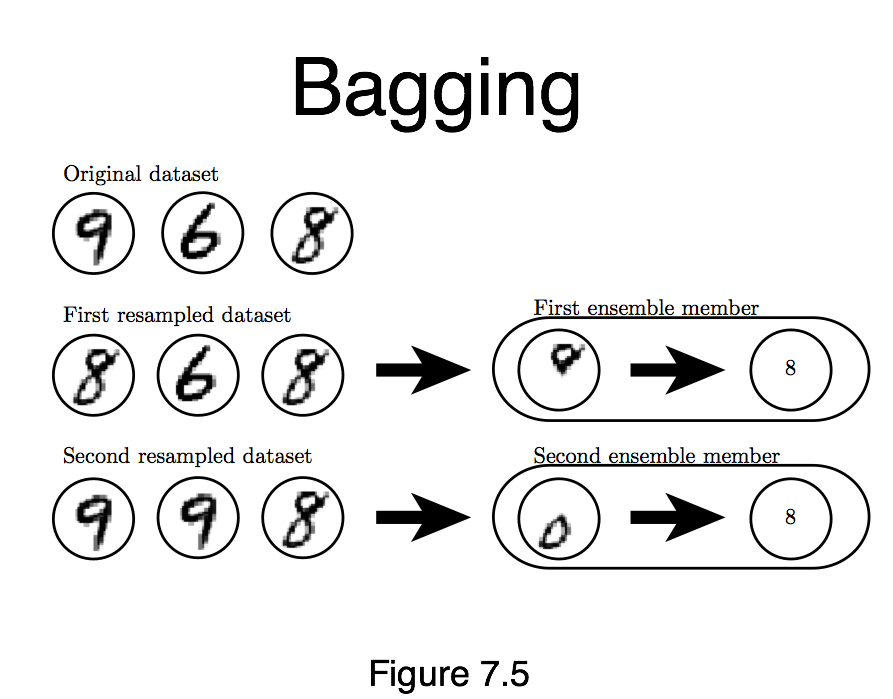 Bagging
Original dataset
9 6 8
First resampled dataset
First ensemble member
8 6 8
8
Second resampled dataset
Second ensemble member
9 9 8
8
Figure 7.5